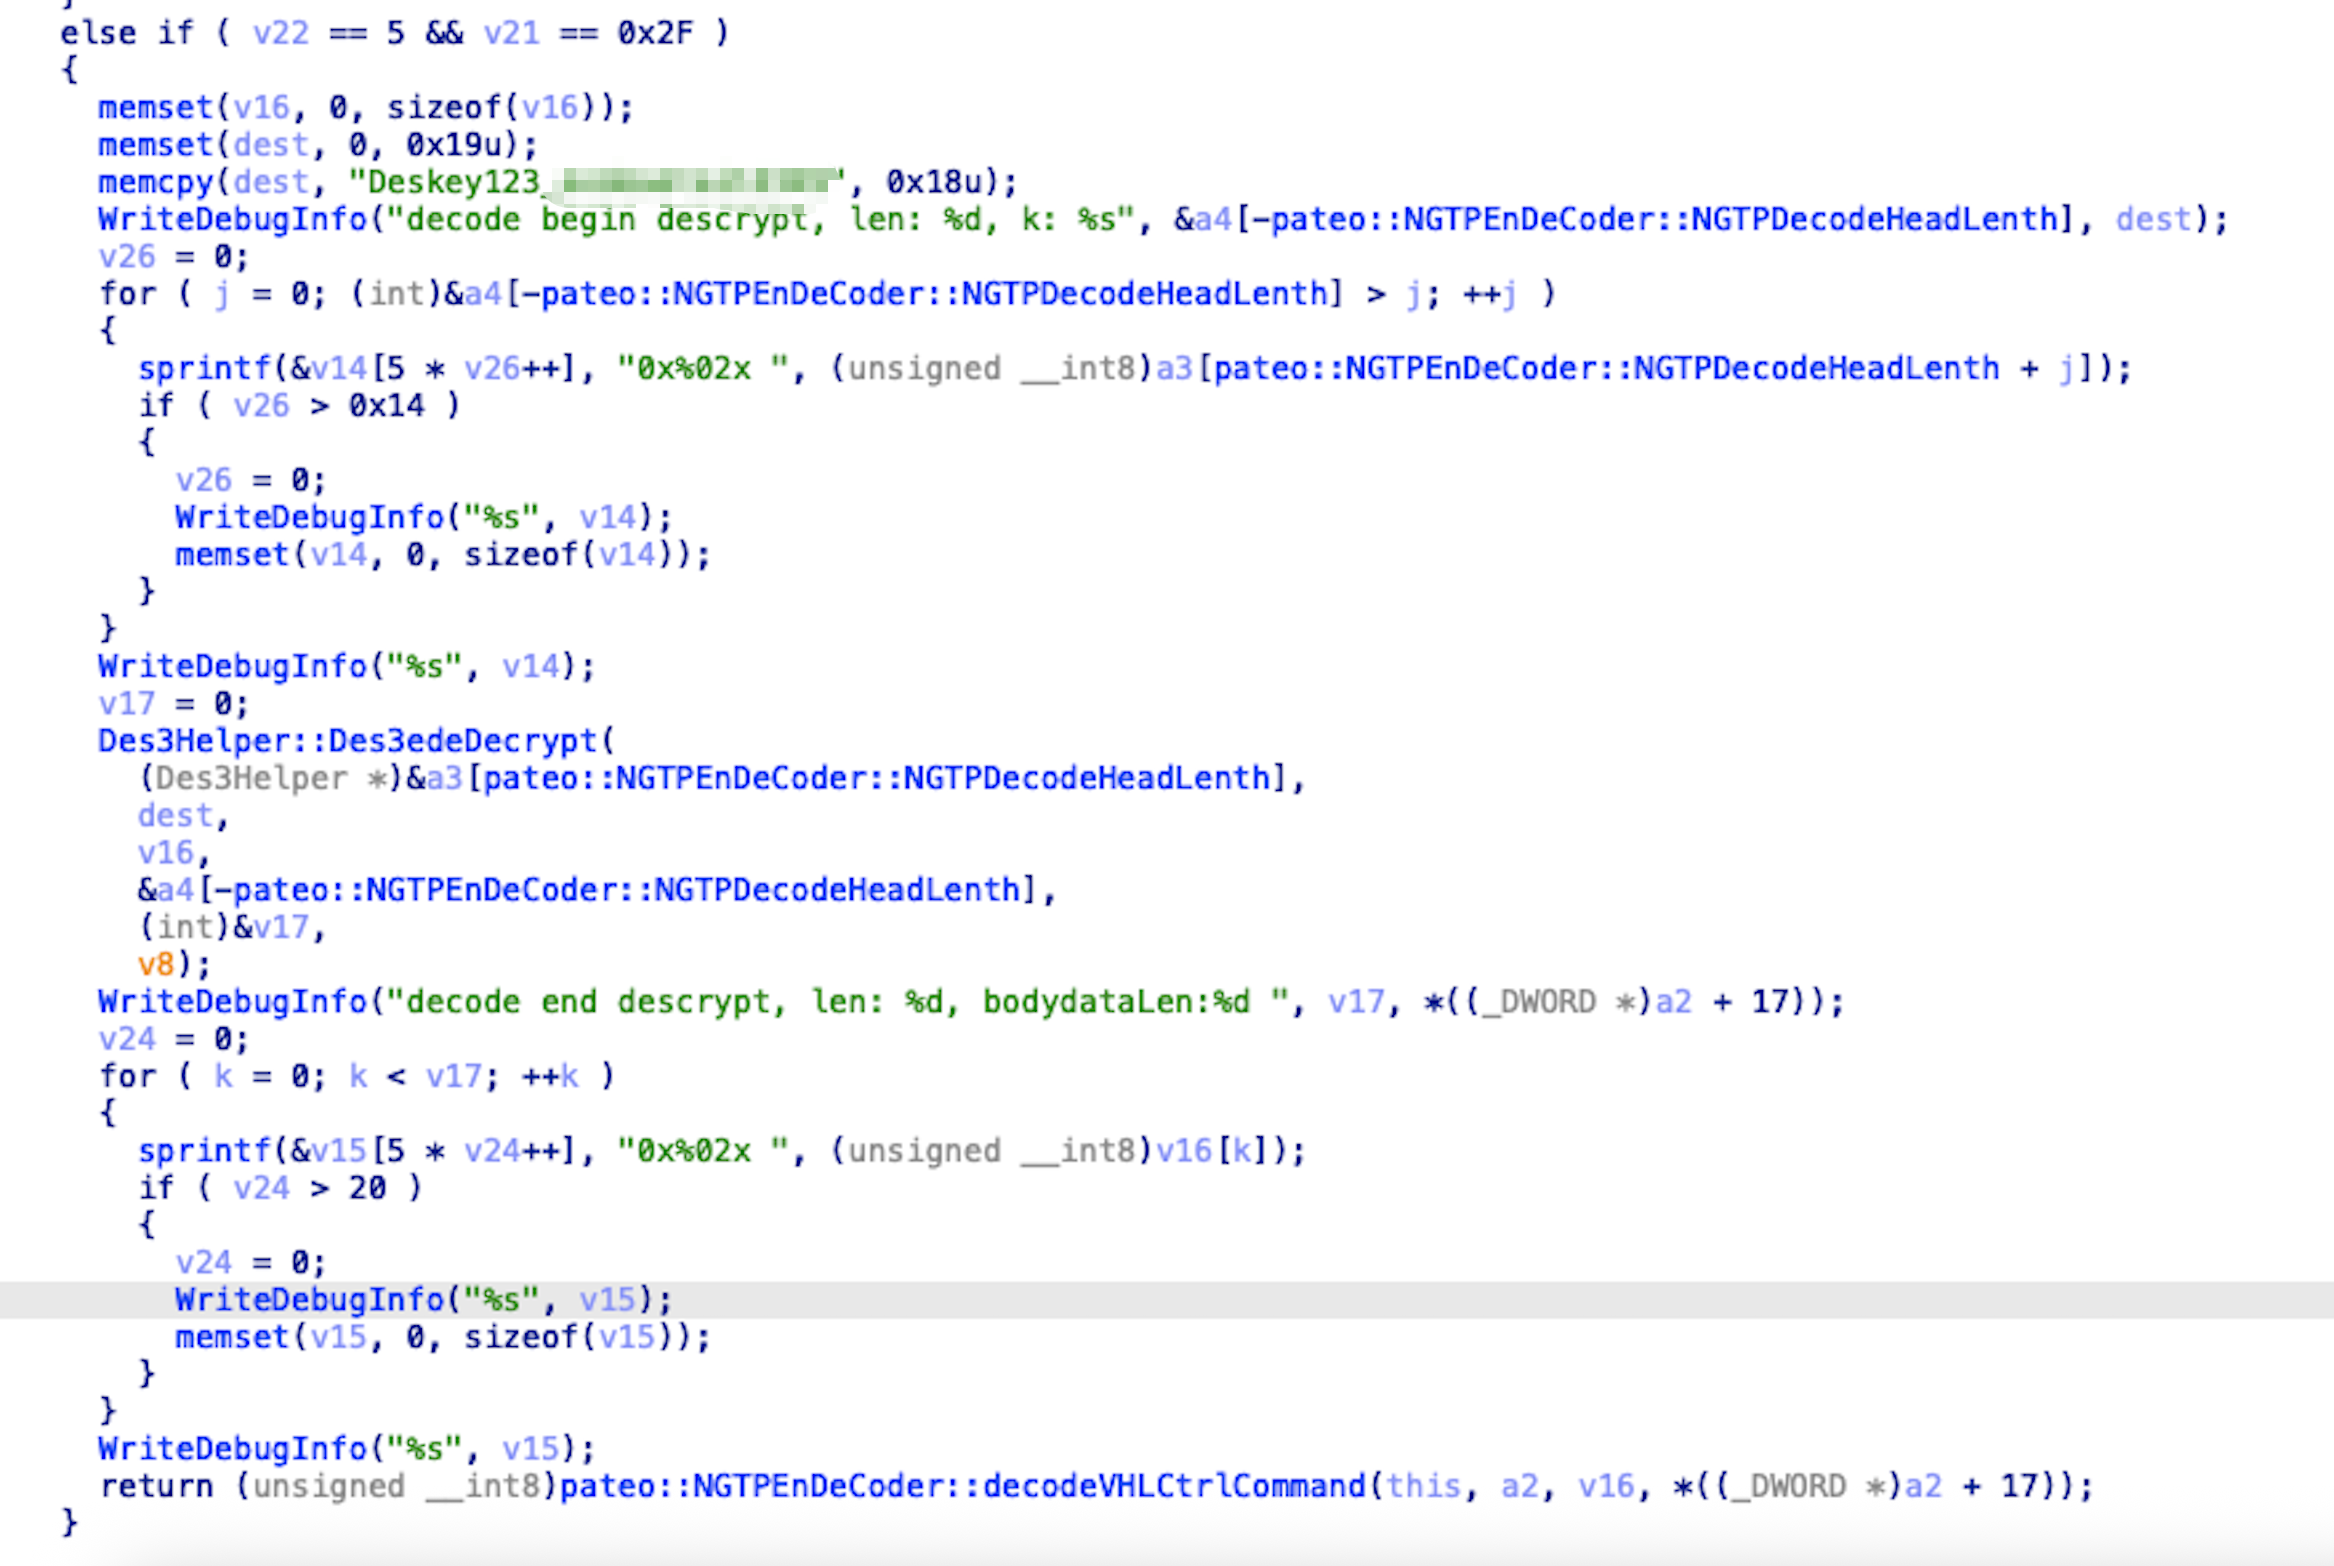 }
else if ( v22 == 5 && v21 == 0x2F )
{
memset(v16, 0, sizeof(v16));
memset(dest, 0, 0x19u);
memcpy(dest, "Deskey123_", 0x18u);
WriteDebugInfo("decode begin descrypt, len: %d, k: %s", &a4[-pateo::NGTPEnDeCoder::NGTPDecodeHeadLenth], dest);
v26 = 0;
for ( j = 0; (int)&a4[-pateo::NGTPEnDeCoder::NGTPDecodeHeadLenth] > j; ++j )
{
sprintf(&v14[5 * v26++], "0x%02x ", (unsigned __int8)a3[pateo::NGTPEnDeCoder::NGTPDecodeHeadLenth + j]);
if ( v26 > 0x14 )
{
v26 = 0;
WriteDebugInfo("%s", v14);
memset(v14, 0, sizeof(v14));
}
}
WriteDebugInfo("%s", v14);
v17 = 0;
Des3Helper::Des3edeDecrypt(
(Des3Helper *)&a3[pateo::NGTPEnDeCoder::NGTPDecodeHeadLenth],
dest,
v16,
&a4[-pateo::NGTPEnDeCoder::NGTPDecodeHeadLenth],
(int)&v17,
v8);
WriteDebugInfo("decode end descrypt, len: %d, bodydataLen:%d ", v17, *((_DWORD *)a2 + 17));
v24 = 0;
for ( k = 0; k < v17; ++k )
{
sprintf(&v15[5 * v24++], "0x%02x ", (unsigned __int8)v16[k]);
if ( v24 > 20 )
{
v24 = 0;
WriteDebugInfo("%s", v15);
memset(v15, 0, sizeof(v15));
}
}
WriteDebugInfo("%s", v15);
return (unsigned __int8)pateo::NGTPEnDeCoder::decodeVHLCtrlCommand(this, a2, v16, *((_DWORD *)a2 + 17));
}